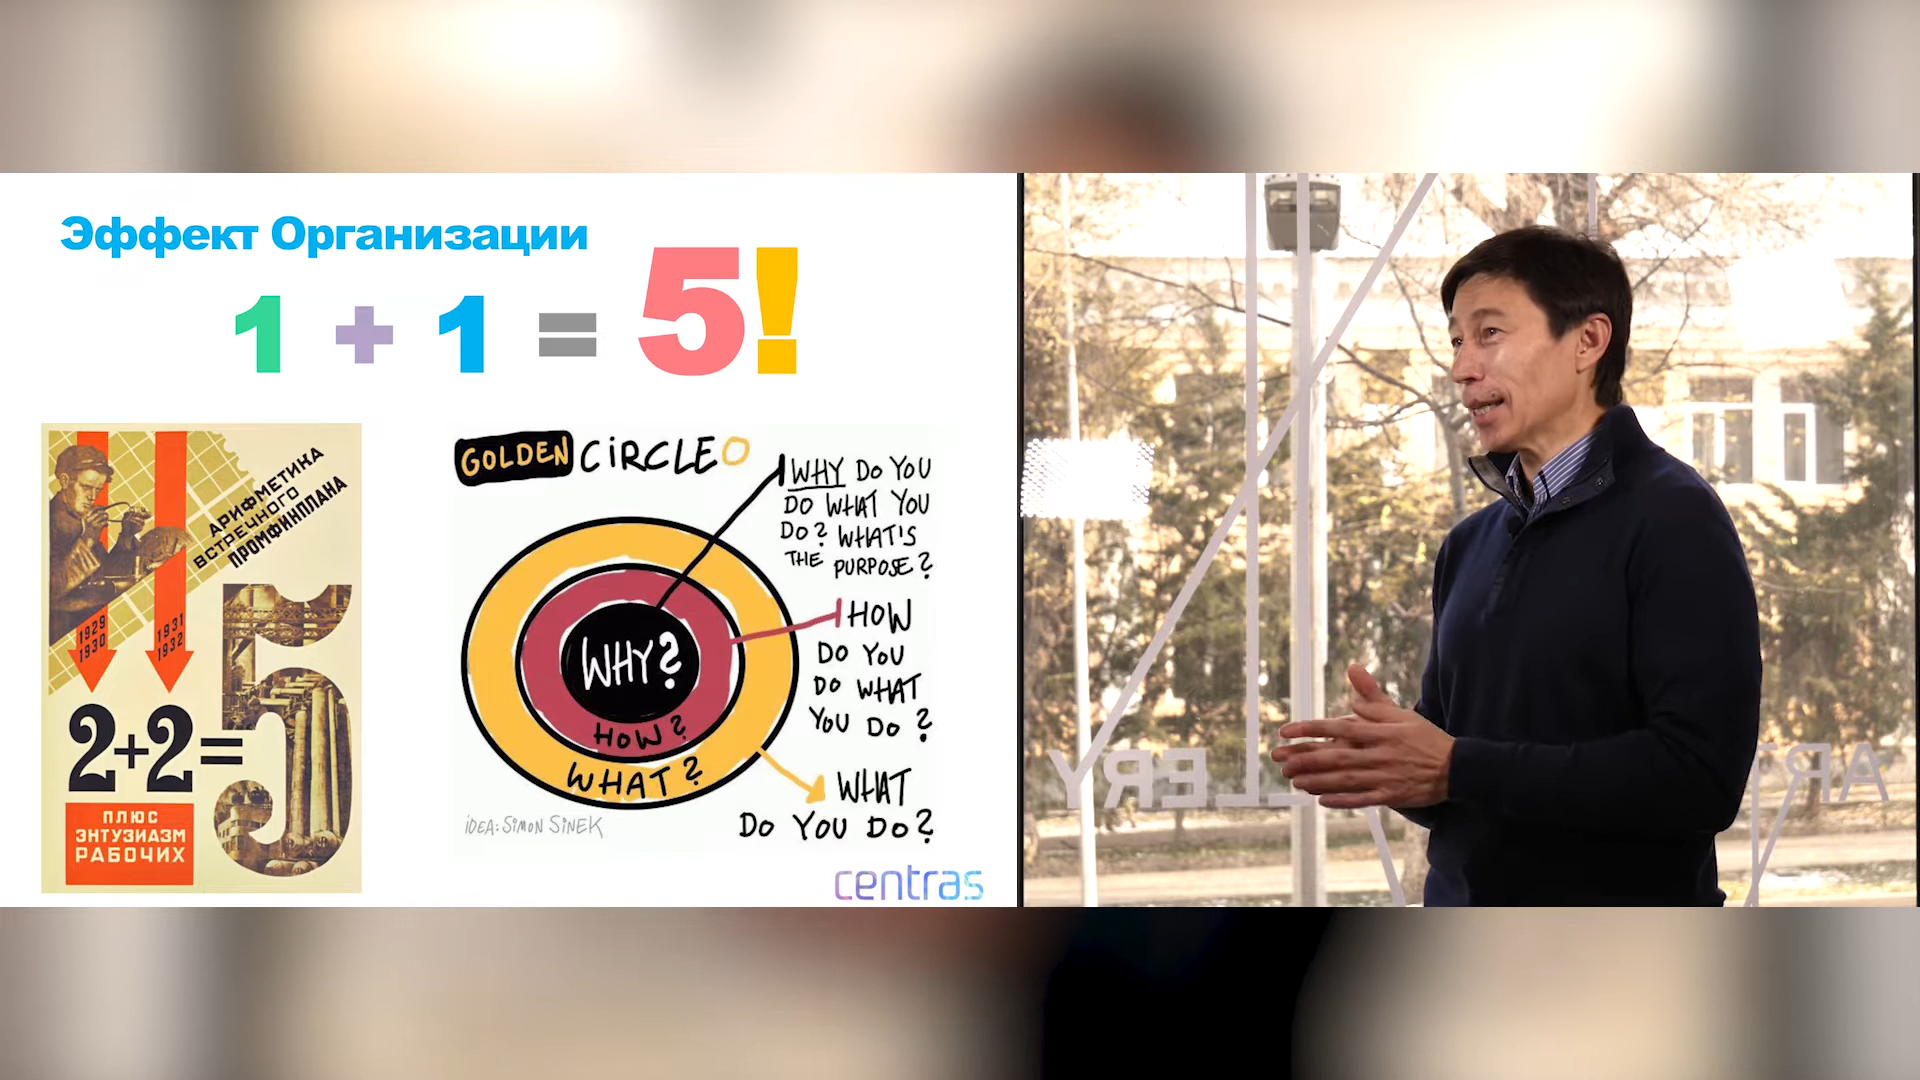 Эффект Организации
1 + 1 = 5!
АРИФМЕТИКА
ВСТРЕЧНОГО
ПРОМФИНПЛАНА
1929
1930
1931
1932
2+2=5
ПЛЮС
ЭНТУЗИАЗМ
РАБОЧИХ
GOLDEN CIRCLE
WHY DO YOU
DO WHAT YOU
DO? WHAT'S
THE PURPOSE?
HOW
DO YOU
DO WHAT
YOU DO?
WHAT
DO YOU DO?
WHY?
HOW?
WHAT?
IDEA: SIMON SINEK
centras
ART
LLERY